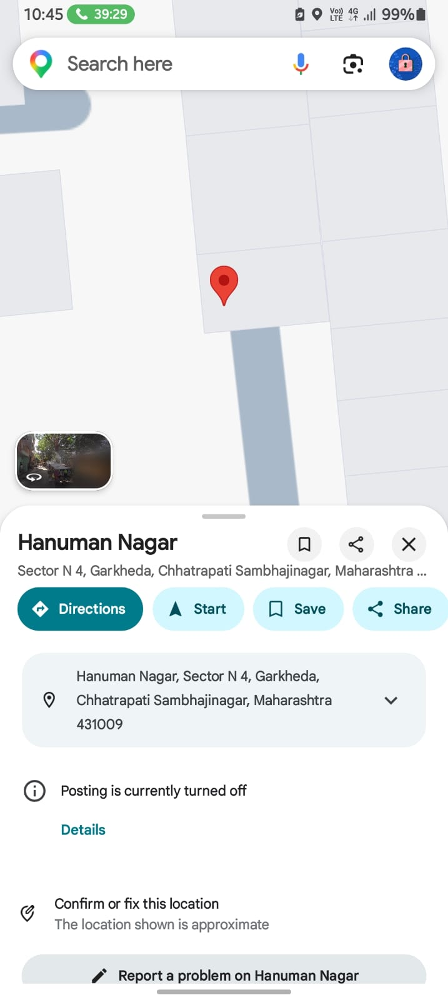 10:45 39:29 Vo)) LTE 4G 99%
Search here
Hanuman Nagar
Sector N 4, Garkheda, Chhatrapati Sambhajinagar, Maharashtra ...
Directions Start Save Share
Hanuman Nagar, Sector N 4, Garkheda,
Chhatrapati Sambhajinagar, Maharashtra
431009
Posting is currently turned off
Details
Confirm or fix this location
The location shown is approximate
Report a problem on Hanuman Nagar